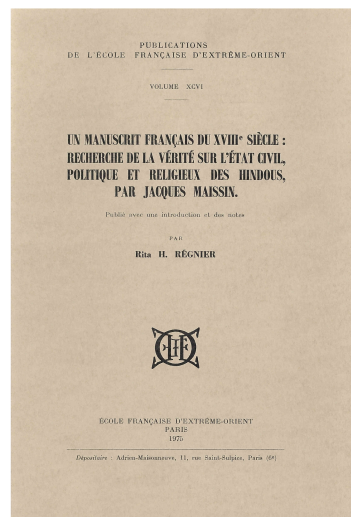 PUBLICATIONS
DE L'ÉCOLE FRANÇAISE D'EXTRÊME-ORIENT
VOLUME XCVI
UN MANUSCRIT FRANÇAIS DU XVIIIe SIÈCLE :
RECHERCHE DE LA VÉRITÉ SUR L'ÉTAT CIVIL,
POLITIQUE ET RELIGIEUX DES HINDOUS,
PAR JACQUES MAISSIN.
Publié avec une introduction et des notes
PAR
Rita H. RÉGNIER
ÉCOLE FRANÇAISE D'EXTRÊME-ORIENT
PARIS
1975
Dépositaire : Adrien-Maisonneuve, 11, rue Saint-Sulpice, Paris (6e)